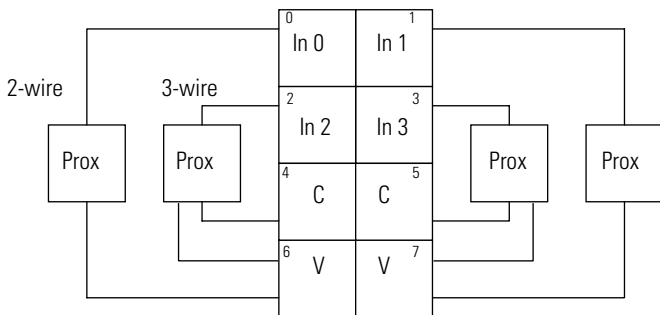 0 1
In 0 In 1
2-wire 3-wire
2 3
In 2 In 3
Prox Prox Prox Prox
4 5
C C
6 7
V V